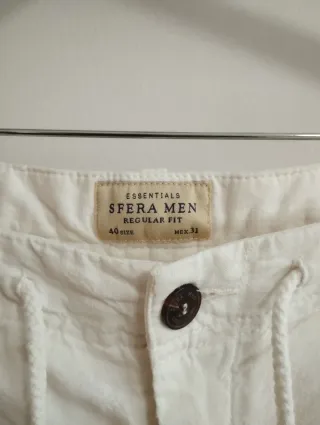 ESSENTIALS
SFERA MEN
REGULAR FIT
40 SIZE MEX. 31